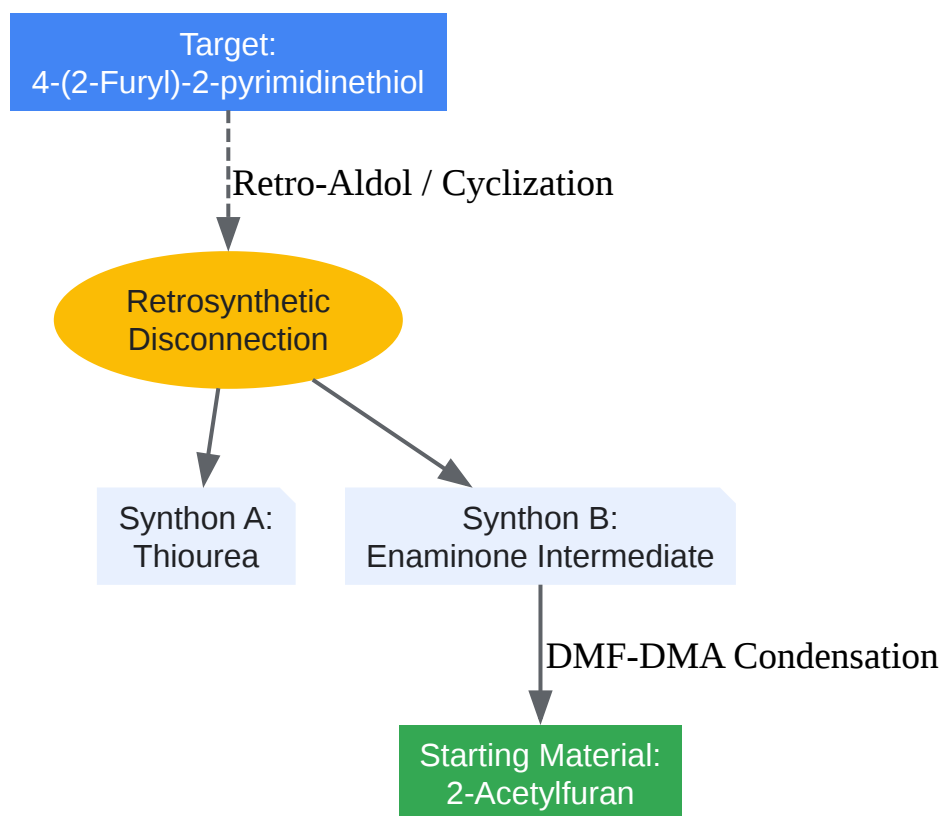 Target:
4-(2-Furyl)-2-pyrimidinethiol
Retro-Aldol / Cyclization
Retrosynthetic
Disconnection
Synthon A:
Thiourea
Synthon B:
Enaminone Intermediate
DMF-DMA Condensation
Starting Material:
2-Acetylfuran